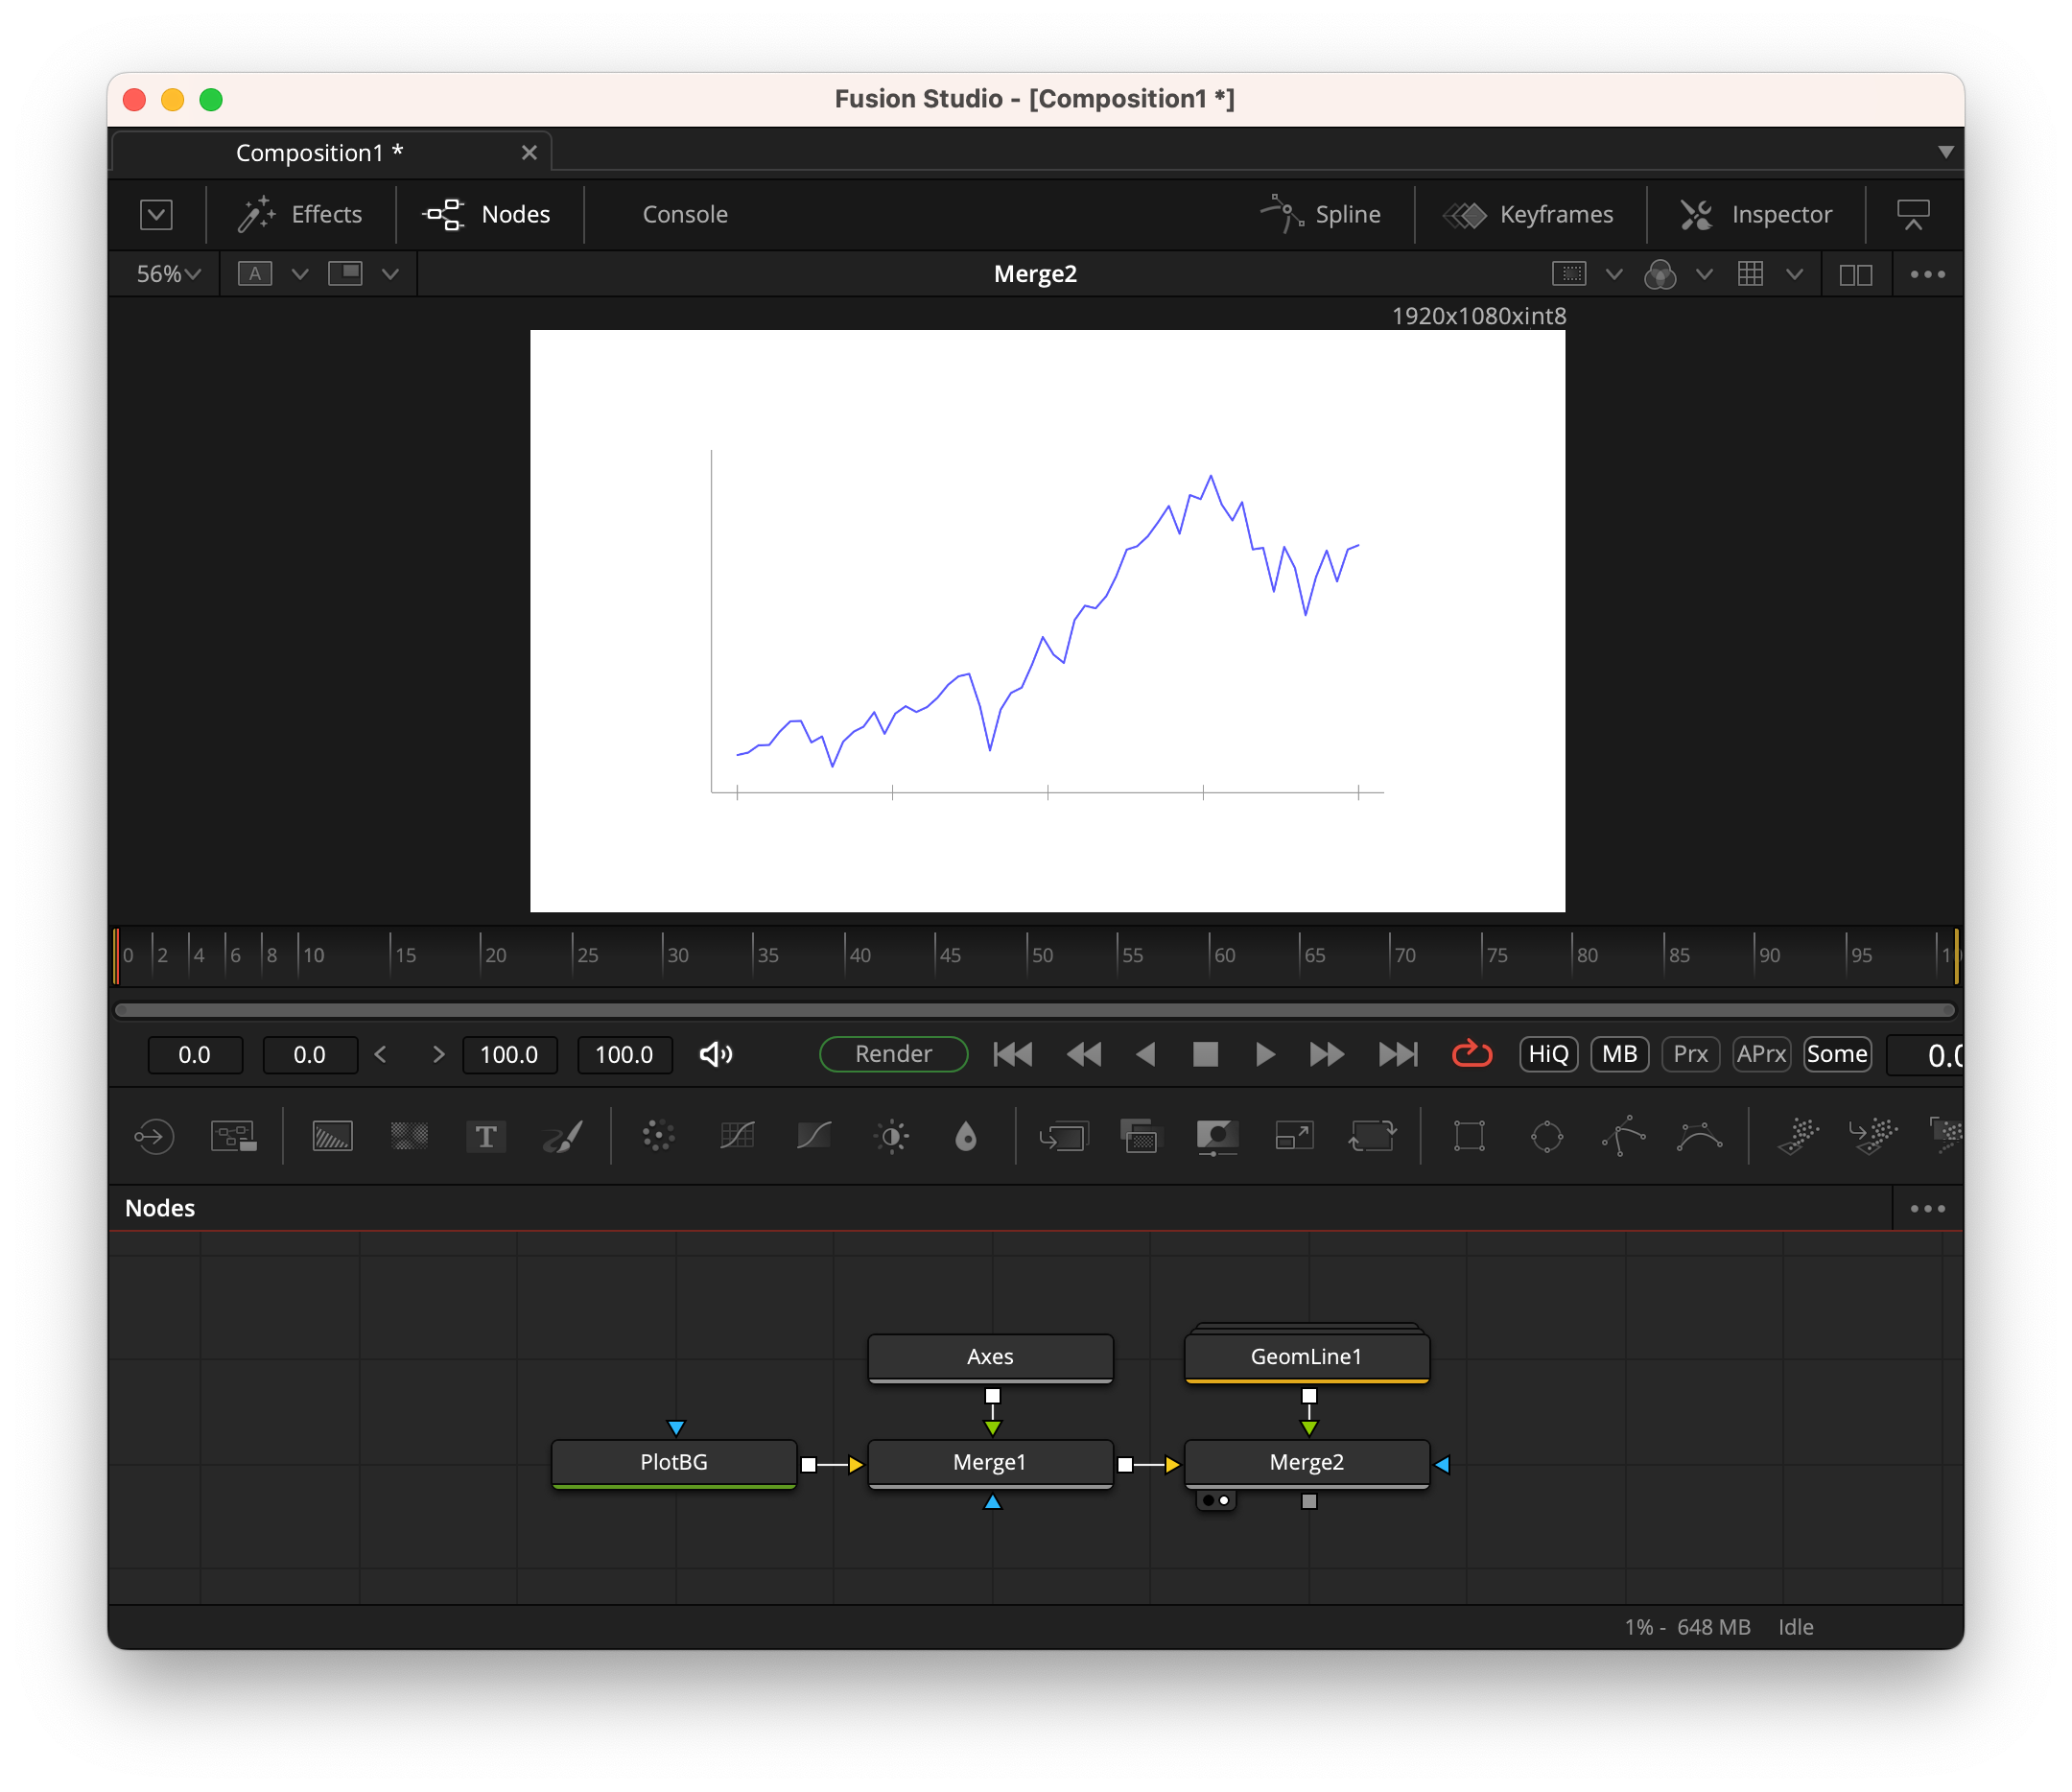 Fusion Studio - [Composition1 *]
Composition1 *
Effects Nodes Console Spline Keyframes Inspector
56% A Merge2
1920x1080xint8
0 2 4 6 8 10 15 20 25 30 35 40 45 50 55 60 65 70 75 80 85 90 95
0.0 0.0 < > 100.0 100.0 Render HiQ MB Prx APrx Some 0.0
T
Nodes
Axes GeomLine1
PlotBG Merge1 Merge2
1% - 648 MB Idle